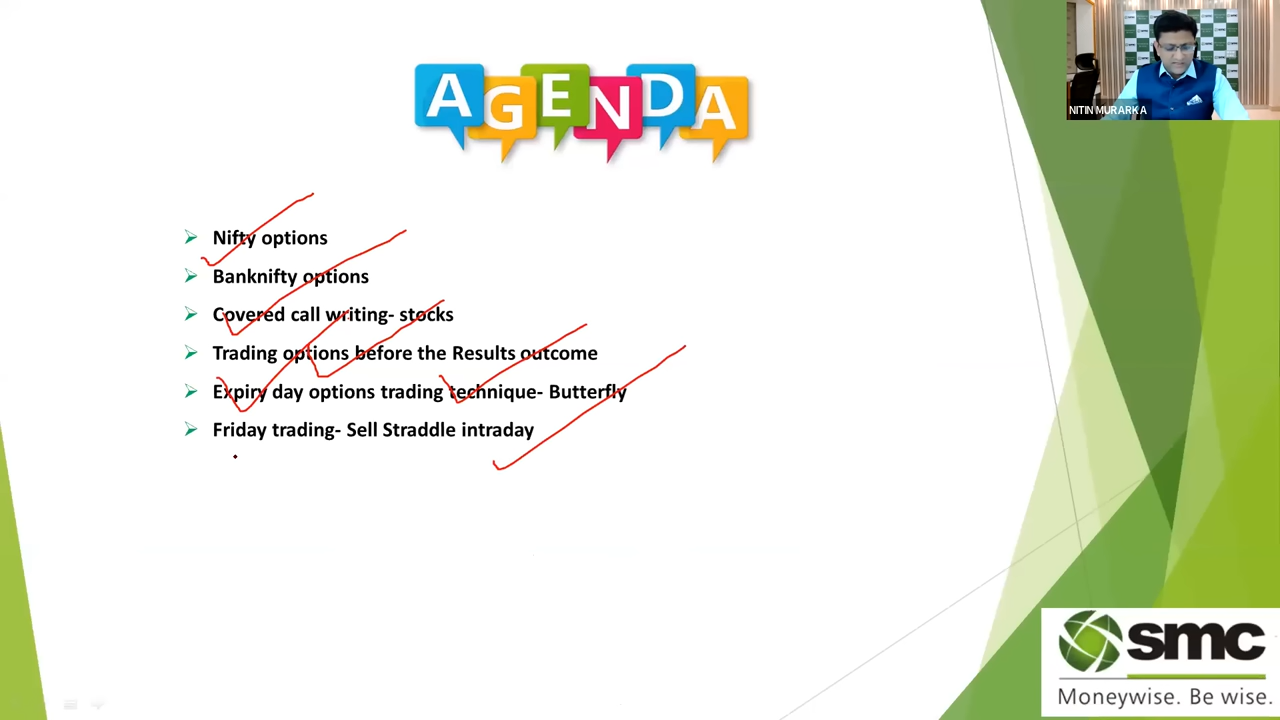 AGENDA
NITIN MURARKA
Nifty options
Banknifty options
Covered call writing- stocks
Trading options before the Results outcome
Expiry day options trading technique- Butterfly
Friday trading- Sell Straddle intraday
smc
Moneywise. Be wise.